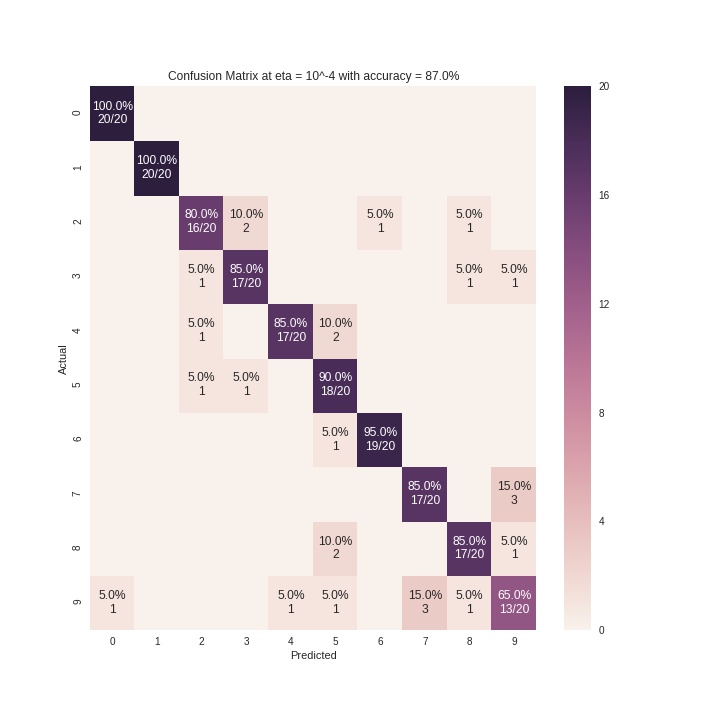 Confusion Matrix at eta = 10^-4 with accuracy = 87.0%
0
100.0%
20/20
1
100.0%
20/20
2
80.0% 10.0% 5.0% 5.0%
16/20 2 1 1
3
5.0% 85.0% 5.0% 5.0%
1 17/20 1 1
4
5.0% 85.0% 10.0%
1 17/20 2
Actual
5
5.0% 5.0% 90.0%
1 1 18/20
6
5.0% 95.0%
1 19/20
7
85.0% 15.0%
17/20 3
8
10.0% 85.0% 5.0%
2 17/20 1
9
5.0% 5.0% 5.0% 15.0% 5.0% 65.0%
1 1 1 3 1 13/20
0 1 2 3 4 5 6 7 8 9
Predicted
20
16
12
8
4
0